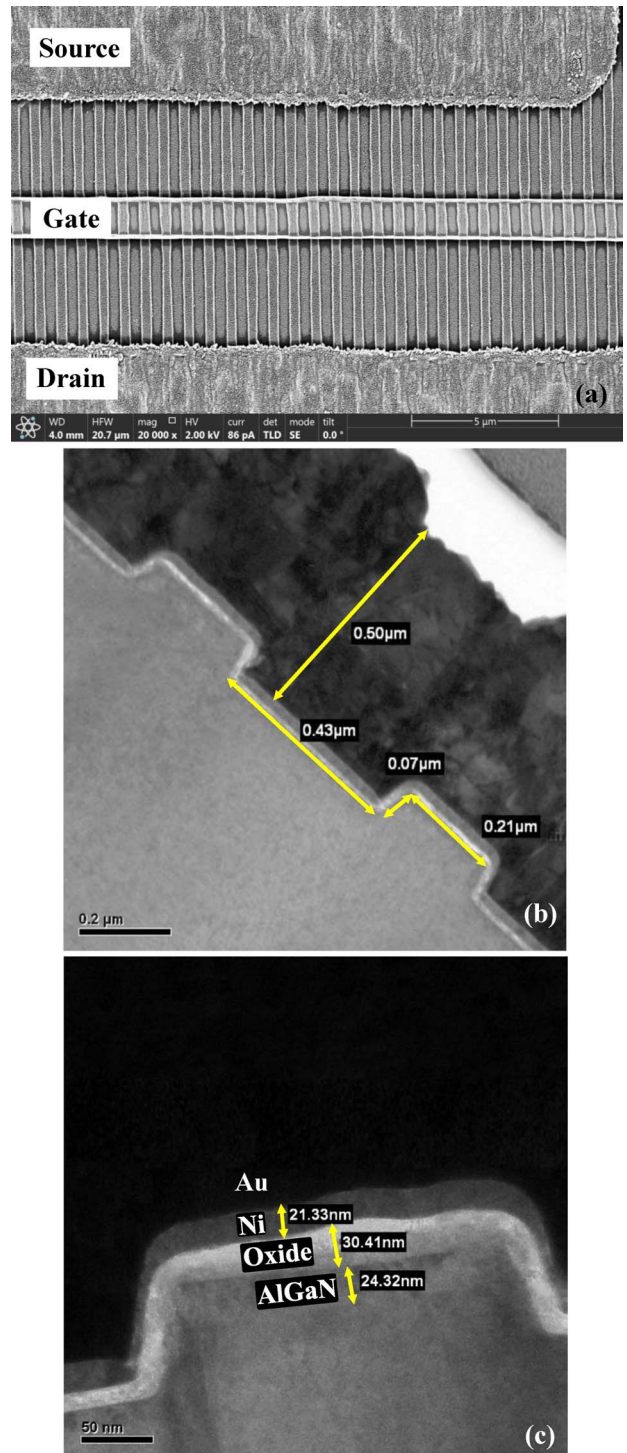 Source
Gate
Drain
(a)
WD HFW mag HV curr det mode tilt
4.0 mm 20.7 µm 20 000 x 2.00 kV 86 pA TLD SE 0.0 °
5 µm
0.50µm
0.43µm
0.07µm
0.21µm
0.2 µm
(b)
Au
Ni
21.33nm
Oxide
30.41nm
AlGaN
24.32nm
50 nm
(c)